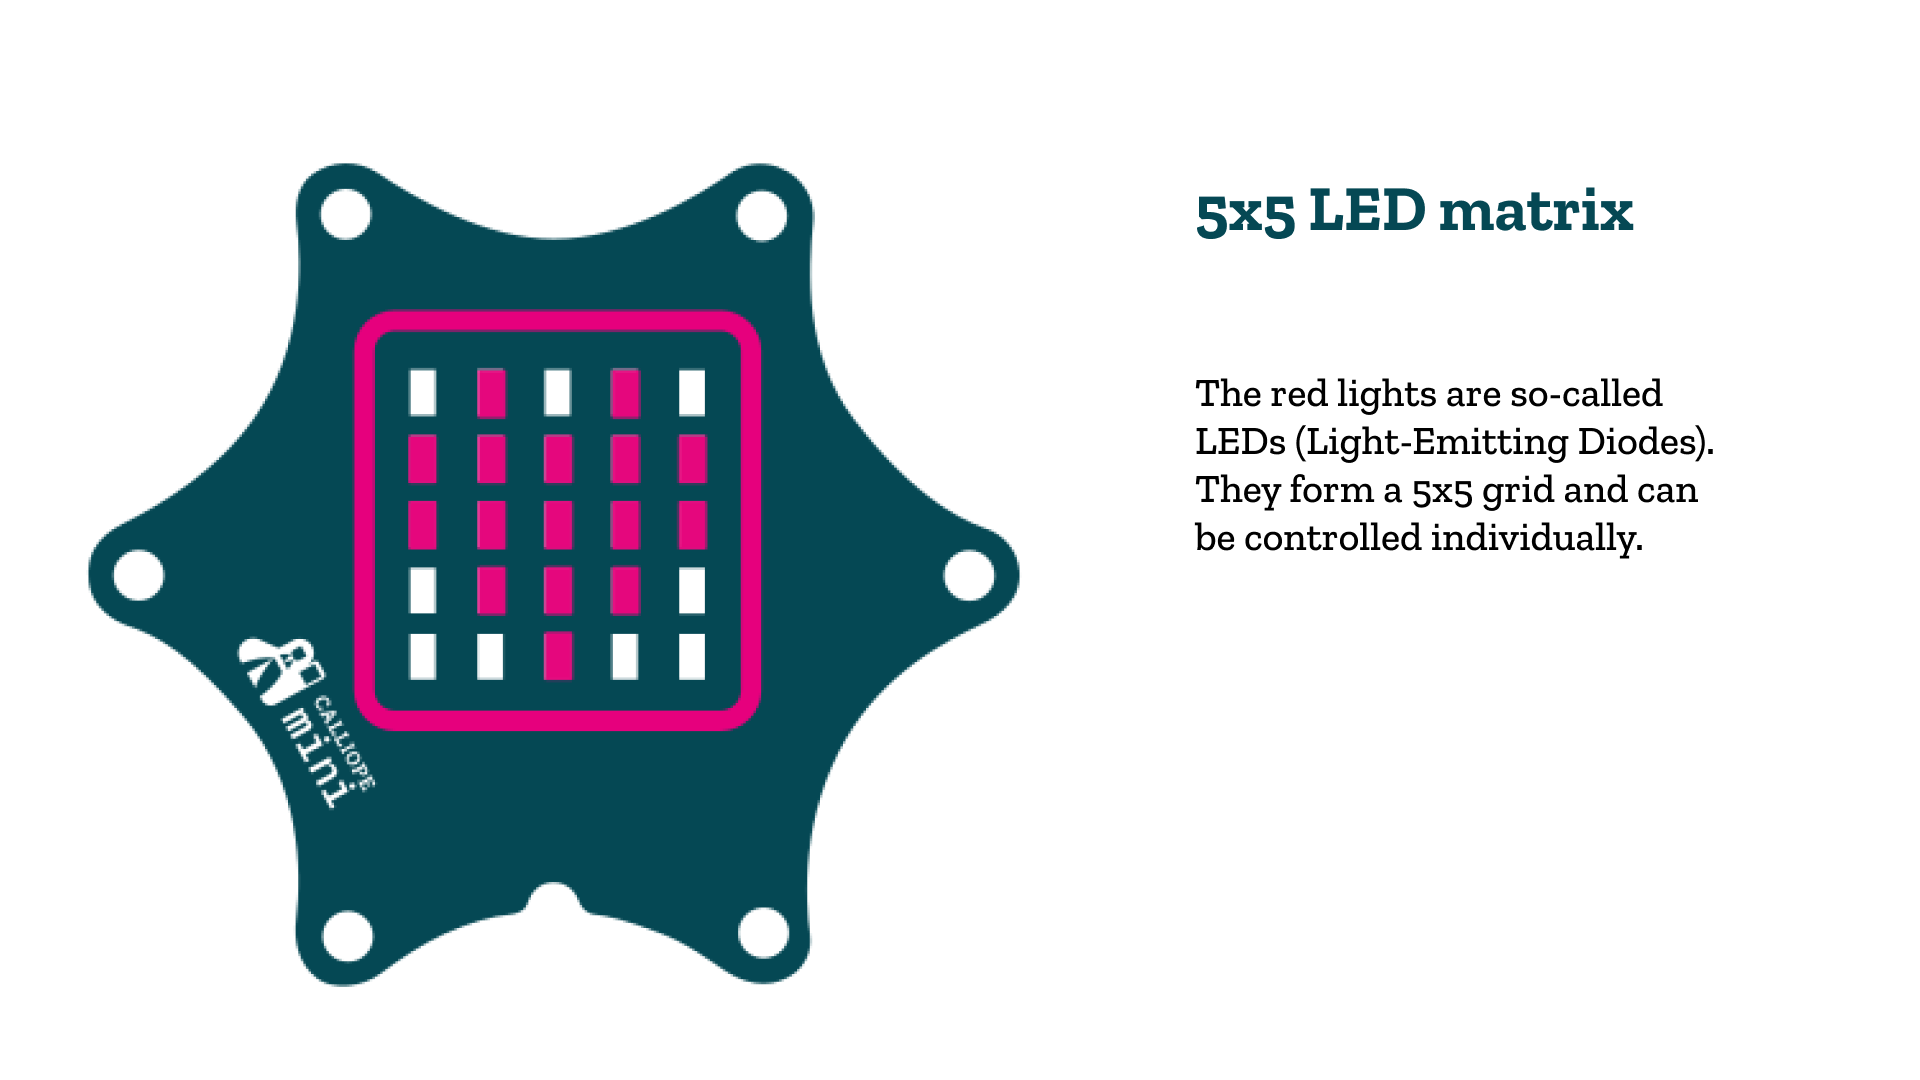 5x5 LED matrix
The red lights are so-called
LEDs (Light-Emitting Diodes).
They form a 5x5 grid and can
be controlled individually.
CALLIOPE
mini